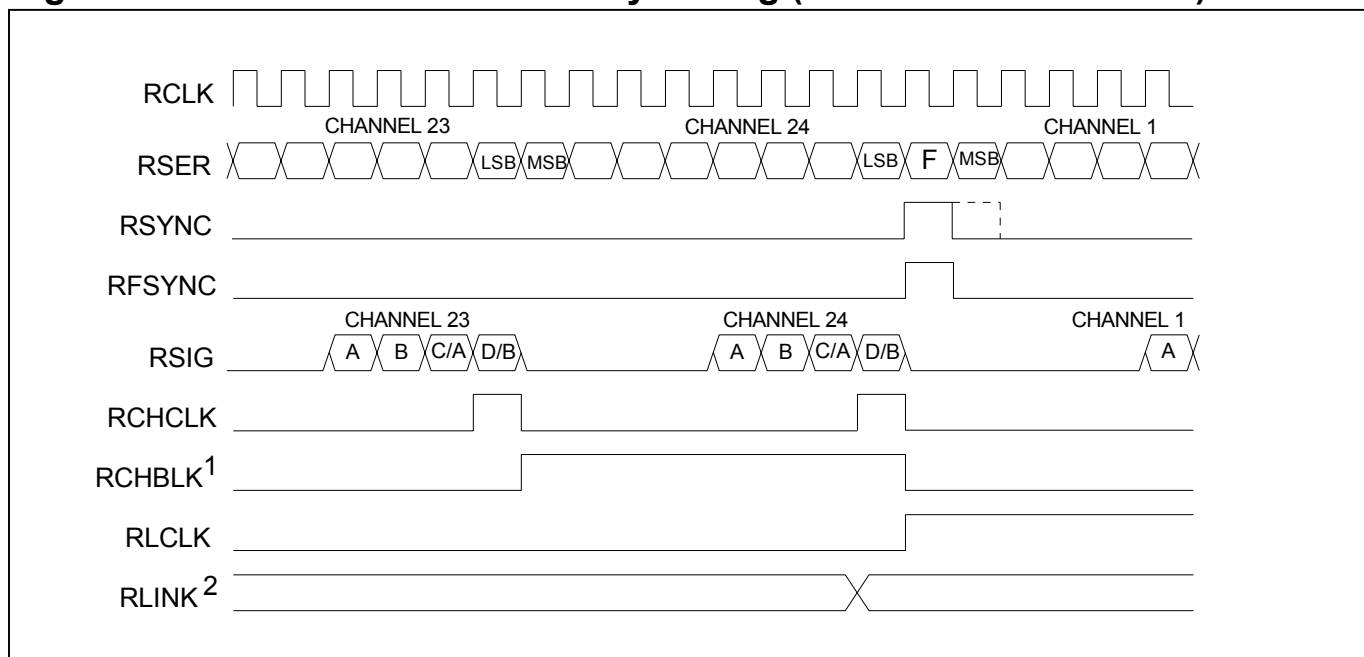 RCLK
CHANNEL 23 CHANNEL 24 CHANNEL 1
RSER LSB MSB LSB F MSB
RSYNC
RFSYNC
CHANNEL 23 CHANNEL 24 CHANNEL 1
RSIG A B C/A D/B A B C/A D/B A
RCHCLK
RCHBLK1
RLCLK
RLINK2